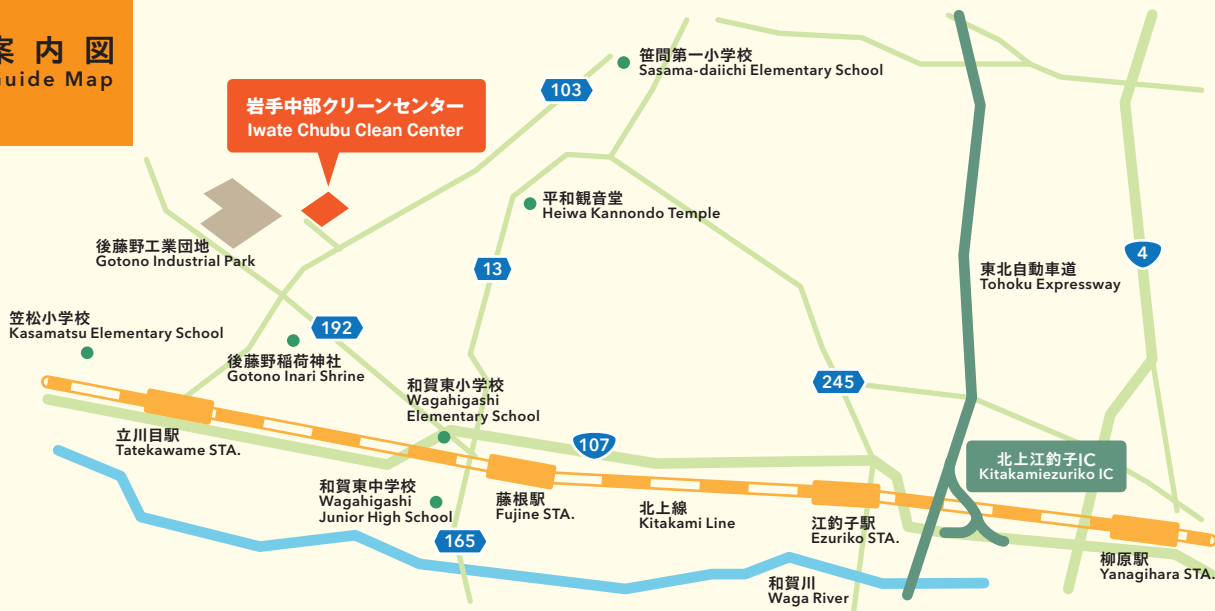 案内図
Guide Map
笹間第一小学校
Sasama-daiichi Elementary School
103
岩手中部クリーンセンター
Iwate Chubu Clean Center
平和観音堂
Heiwa Kannondo Temple
後藤野工業団地
Gotono Industrial Park
13
東北自動車道
Tohoku Expressway
4
笠松小学校
Kasamatsu Elementary School
192
後藤野稲荷神社
Gotono Inari Shrine
和賀東小学校
Wagahigashi
Elementary School
245
立川目駅
Tatekawame STA.
107
北上江釣子IC
Kitakamiezuriko IC
和賀東中学校
Wagahigashi
Junior High School
藤根駅
Fujine STA.
北上線
Kitakami Line
江釣子駅
Ezuriko STA.
165
柳原駅
Yanagihara STA.
和賀川
Waga River